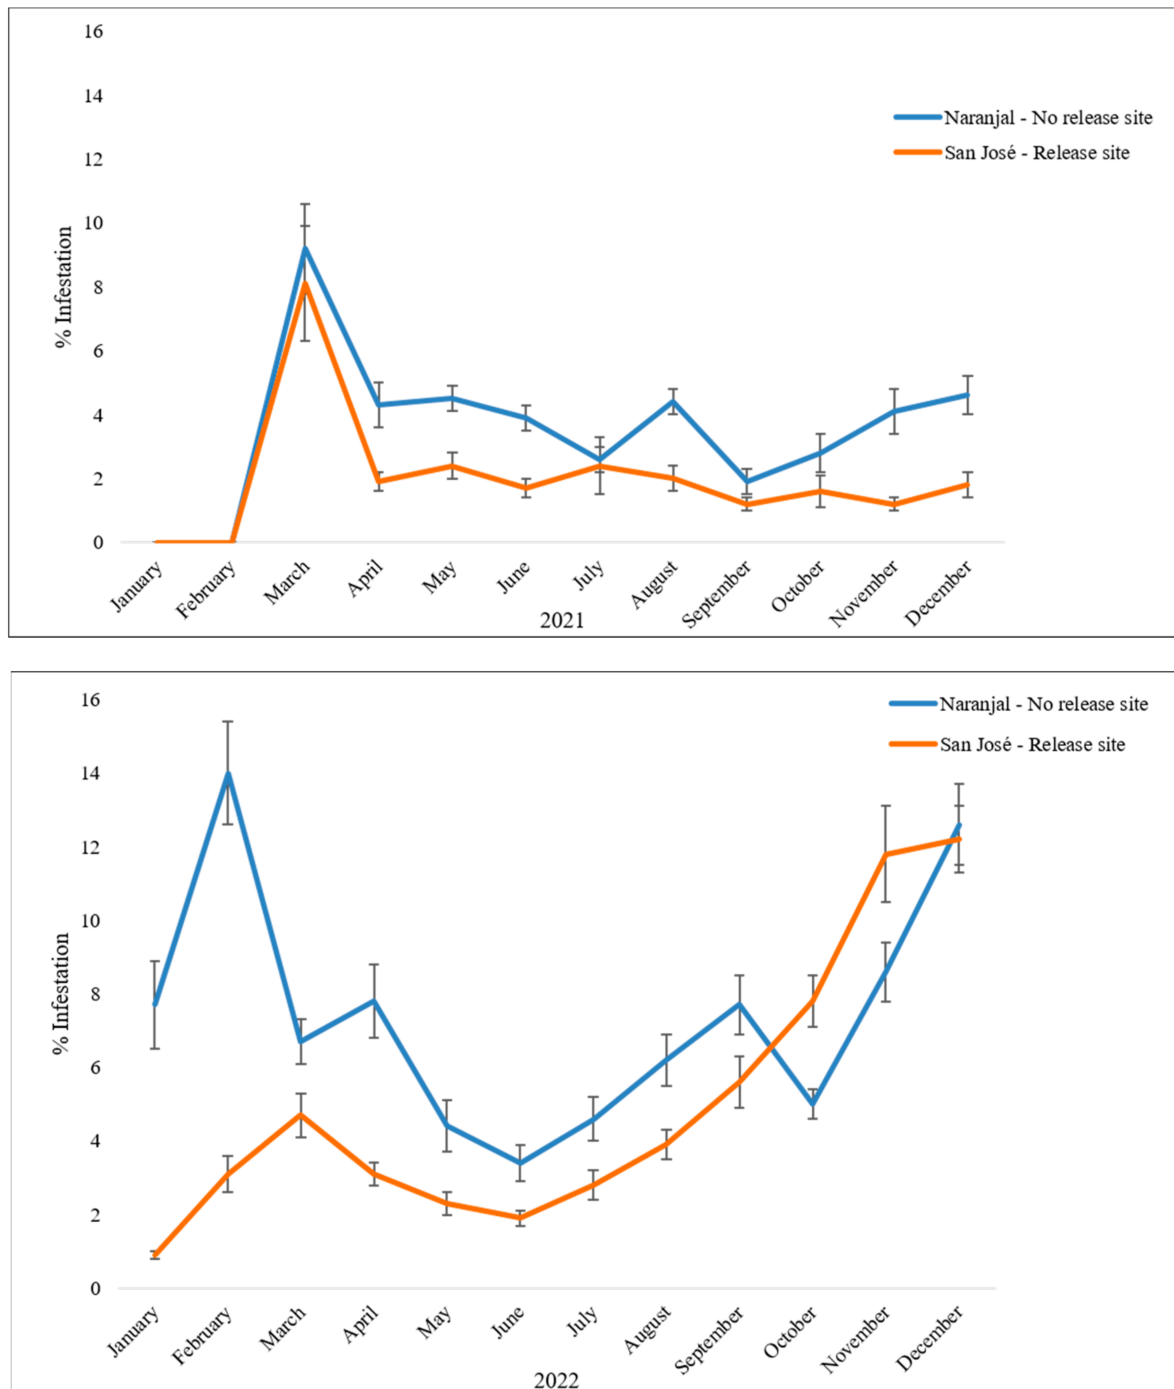 16
14
12
10
8
6
4
2
0
% Infestation
Naranjal - No release site
San José - Release site
January
February
March
April
May
June
July
August
September
October
November
December
2021
16
14
12
10
8
6
4
2
0
% Infestation
Naranjal - No release site
San José - Release site
January
February
March
April
May
June
July
August
September
October
November
December
2022